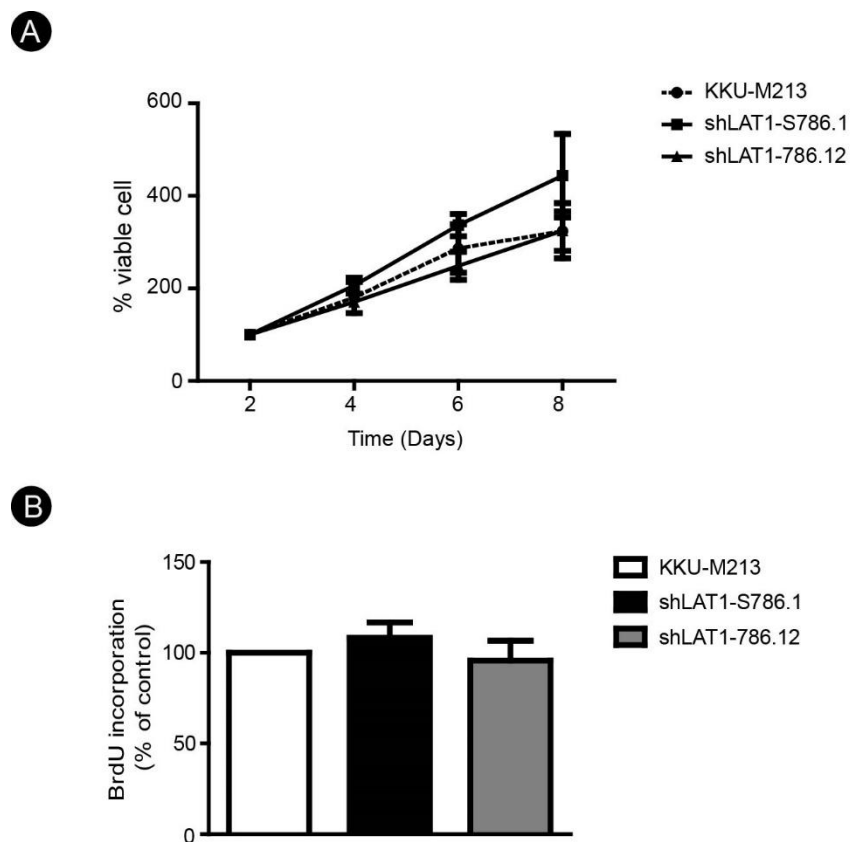 A
600
400
200
0
% viable cell
2 4 6 8
Time (Days)
KKU-M213
shLAT1-S786.1
shLAT1-786.12
B
150
100
50
0
BrdU incorporation
(% of control)
KKU-M213
shLAT1-S786.1
shLAT1-786.12